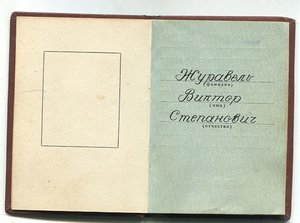 Журавель
(фамилия)
Виктор
(имя)
Степанович
(отчество)